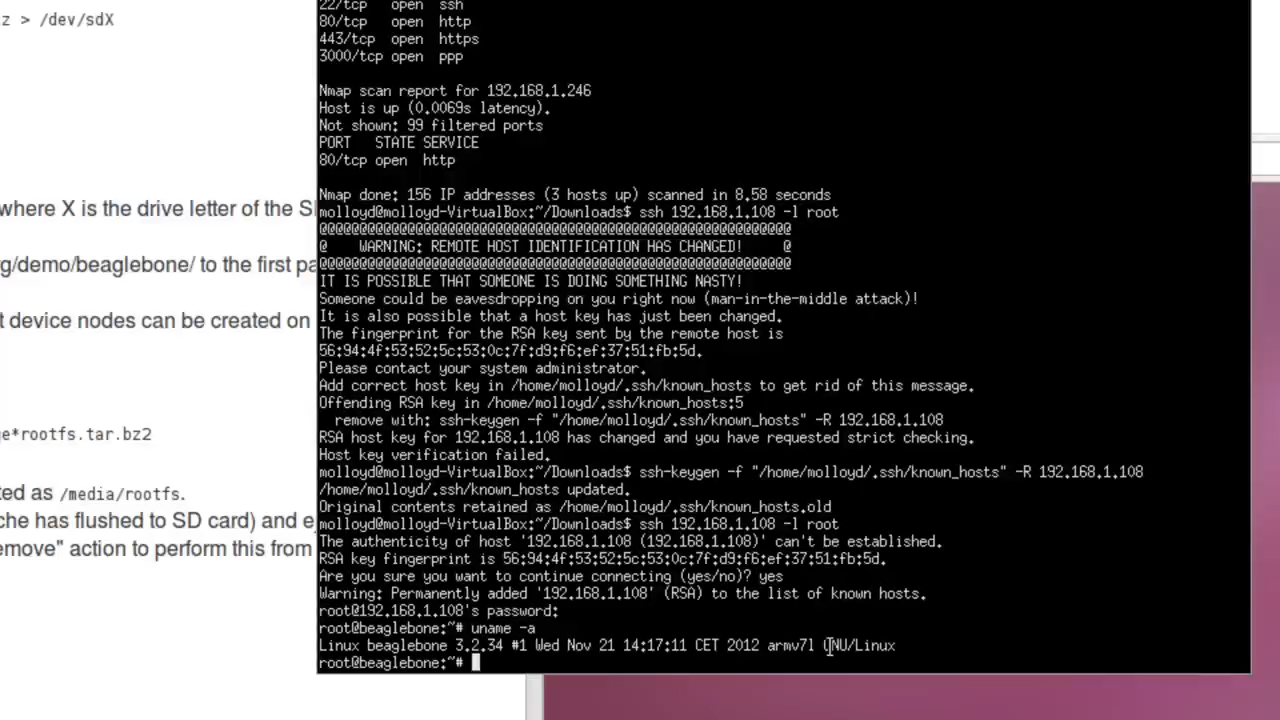 z > /dev/sdX
where X is the drive letter of the S
rg/demo/beaglebone/ to the first pa
t device nodes can be created on
ge*rootfs.tar.bz2
ted as /media/rootfs.
che has flushed to SD card) and e
emove" action to perform this from
22/tcp   open  ssh
80/tcp   open  http
443/tcp  open  https
3000/tcp open  ppp
Nmap scan report for 192.168.1.246
Host is up (0.0069s latency).
Not shown: 99 filtered ports
PORT   STATE SERVICE
80/tcp open  http
Nmap done: 156 IP addresses (3 hosts up) scanned in 8.58 seconds
molloyd@molloyd-VirtualBox:~/Downloads$ ssh 192.168.1.108 -l root
@@@@@@@@@@@@@@@@@@@@@@@@@@@@@@@@@@@@@@@@@@@@@@@@@@@@@@@@@@@
@    WARNING: REMOTE HOST IDENTIFICATION HAS CHANGED!     @
@@@@@@@@@@@@@@@@@@@@@@@@@@@@@@@@@@@@@@@@@@@@@@@@@@@@@@@@@@@
IT IS POSSIBLE THAT SOMEONE IS DOING SOMETHING NASTY!
Someone could be eavesdropping on you right now (man-in-the-middle attack)!
It is also possible that a host key has just been changed.
The fingerprint for the RSA key sent by the remote host is
56:94:4f:53:52:5c:53:0c:7f:d9:f6:ef:37:51:fb:5d.
Please contact your system administrator.
Add correct host key in /home/molloyd/.ssh/known_hosts to get rid of this message.
Offending RSA key in /home/molloyd/.ssh/known_hosts:5
  remove with: ssh-keygen -f "/home/molloyd/.ssh/known_hosts" -R 192.168.1.108
RSA host key for 192.168.1.108 has changed and you have requested strict checking.
Host key verification failed.
molloyd@molloyd-VirtualBox:~/Downloads$ ssh-keygen -f "/home/molloyd/.ssh/known_hosts" -R 192.168.1.108
/home/molloyd/.ssh/known_hosts updated.
Original contents retained as /home/molloyd/.ssh/known_hosts.old
molloyd@molloyd-VirtualBox:~/Downloads$ ssh 192.168.1.108 -l root
The authenticity of host '192.168.1.108 (192.168.1.108)' can't be established.
RSA key fingerprint is 56:94:4f:53:52:5c:53:0c:7f:d9:f6:ef:37:51:fb:5d.
Are you sure you want to continue connecting (yes/no)? yes
Warning: Permanently added '192.168.1.108' (RSA) to the list of known hosts.
root@192.168.1.108's password:
root@beaglebone:~# uname -a
Linux beaglebone 3.2.34 #1 Wed Nov 21 14:17:11 CET 2012 armv7l GNU/Linux
root@beaglebone:~#